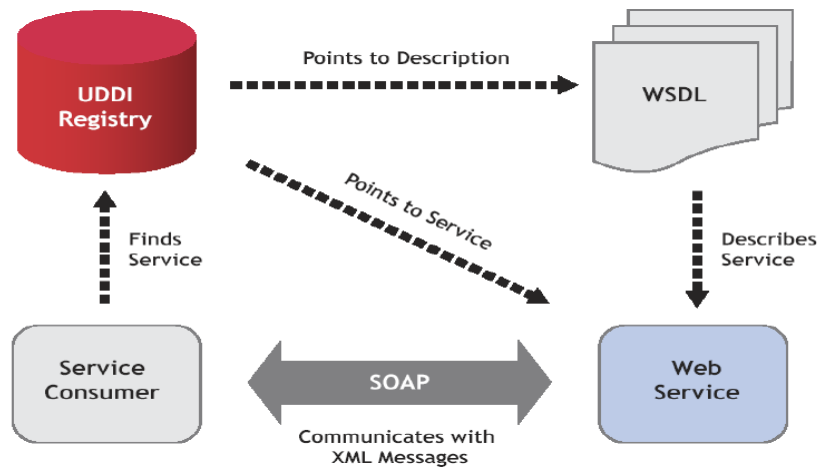 Points to Description
UDDI
Registry
WSDL
Points to Service
Finds
Service
Describes
Service
Service
Consumer
SOAP
Web
Service
Communicates with
XML Messages